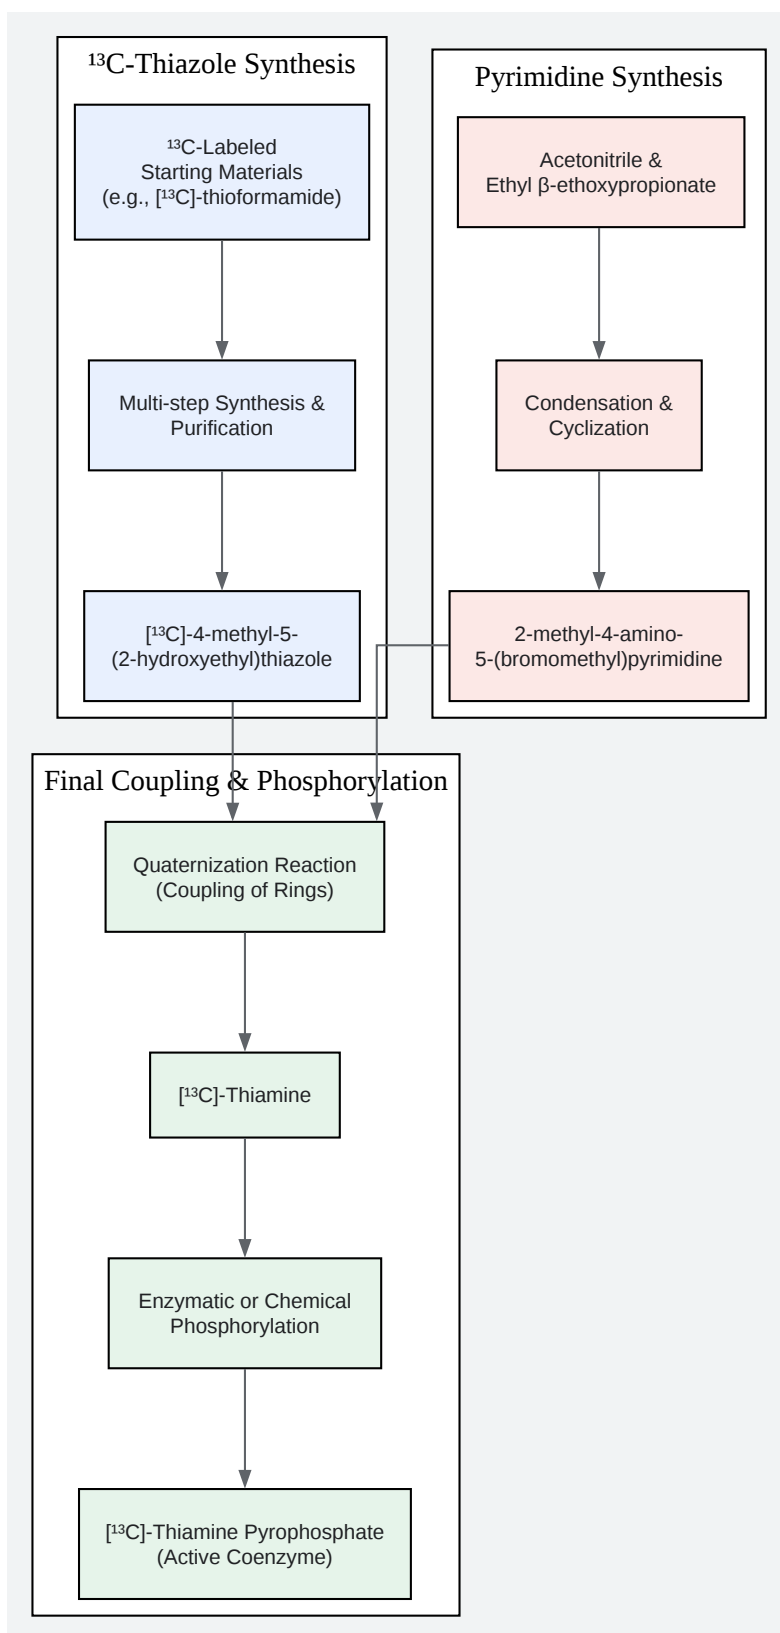 ¹³C-Thiazole Synthesis
¹³C-Labeled
Starting Materials
(e.g., [¹³C]-thioformamide)
Multi-step Synthesis &
Purification
[¹³C]-4-methyl-5-
(2-hydroxyethyl)thiazole
Pyrimidine Synthesis
Acetonitrile &
Ethyl β-ethoxypropionate
Condensation &
Cyclization
2-methyl-4-amino-
5-(bromomethyl)pyrimidine
Final Coupling & Phosphorylation
Quaternization Reaction
(Coupling of Rings)
[¹³C]-Thiamine
Enzymatic or Chemical
Phosphorylation
[¹³C]-Thiamine Pyrophosphate
(Active Coenzyme)